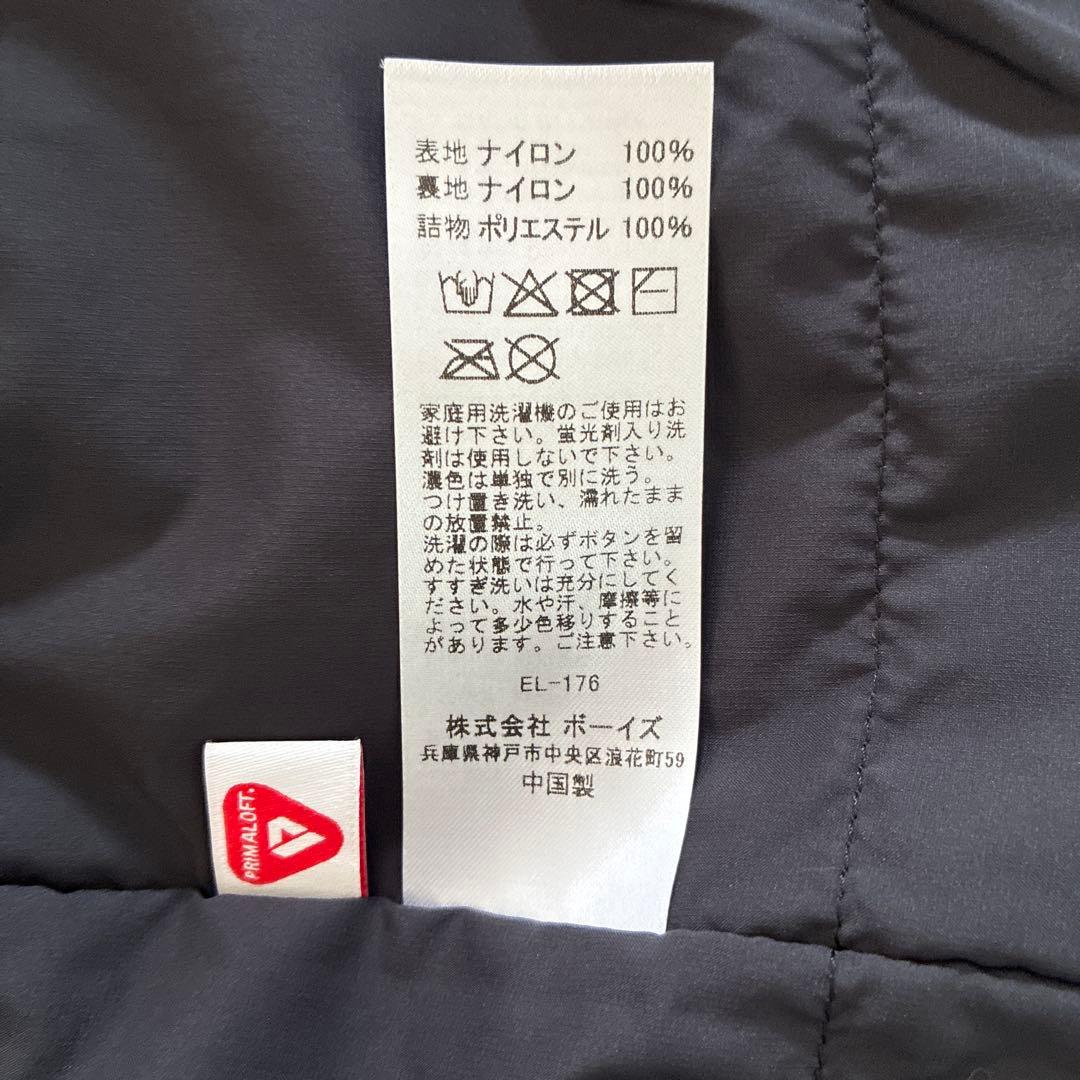 表地 ナイロン 100%
裏地 ナイロン 100%
詰物 ポリエステル 100%
家庭用洗濯機のご使用はお
避け下さい。蛍光剤入り洗
剤は使用しないで下さい。
濃色は単独で別に洗う。
つけ置き洗い、濡れたまま
の放置禁止。
洗濯の際は必ずボタンを留
めた状態で行って下さい。
すすぎ洗いは充分にしてく
ださい。水や汗、摩擦等に
よって多少色移りすること
があります。ご注意下さい。
EL-176
株式会社 ボーイズ
兵庫県神戸市中央区浪花町59
中国製
PRIMALOFT.